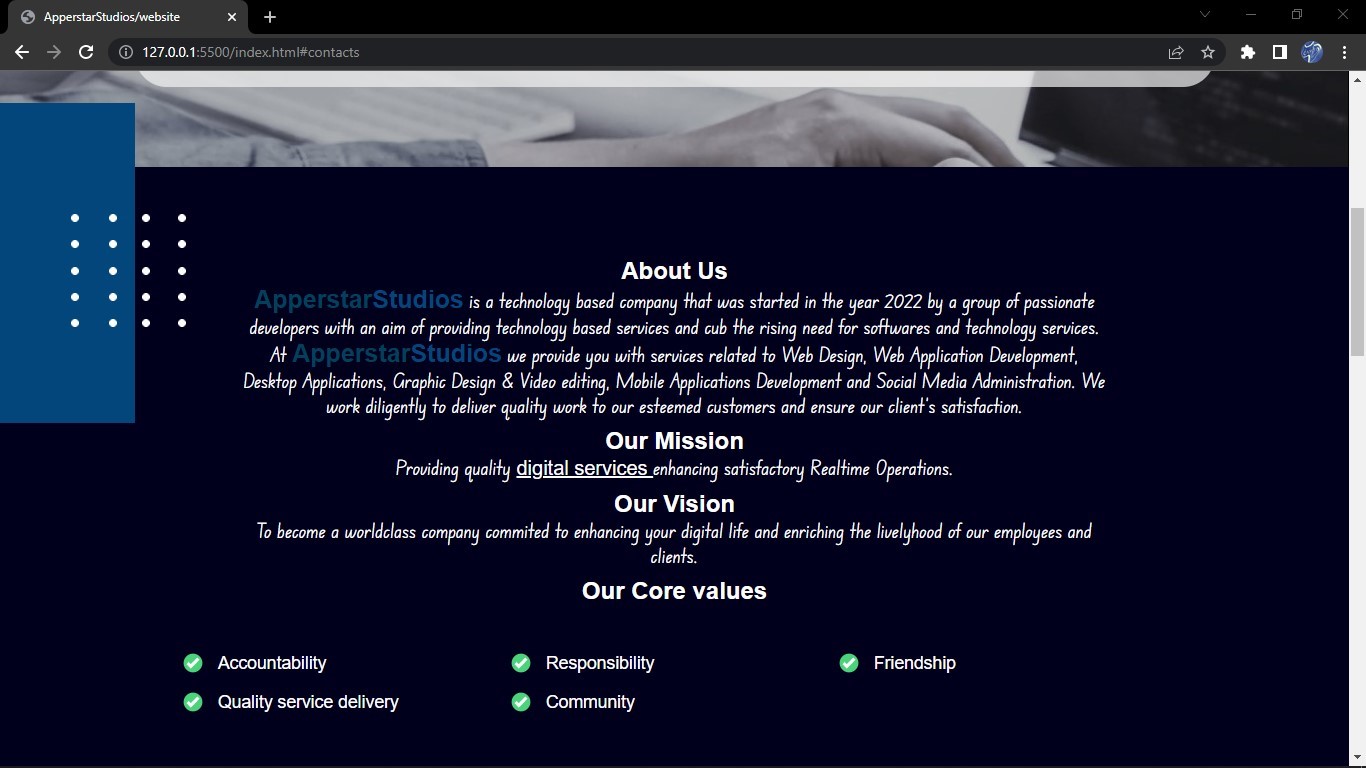 ApperstarStudios/website
127.0.0.1:5500/index.html#contacts
About Us
ApperstarStudios is a technology based company that was started in the year 2022 by a group of passionate
developers with an aim of providing technology based services and cub the rising need for softwares and technology services.
At ApperstarStudios we provide you with services related to Web Design, Web Application Development,
Desktop Applications, Graphic Design & Video editing, Mobile Applications Development and Social Media Administration. We
work diligently to deliver quality work to our esteemed customers and ensure our client's satisfaction.
Our Mission
Providing quality digital services enhancing satisfactory Realtime Operations.
Our Vision
To become a worldclass company commited to enhancing your digital life and enriching the livelyhood of our employees and
clients.
Our Core values
Accountability Responsibility Friendship
Quality service delivery Community